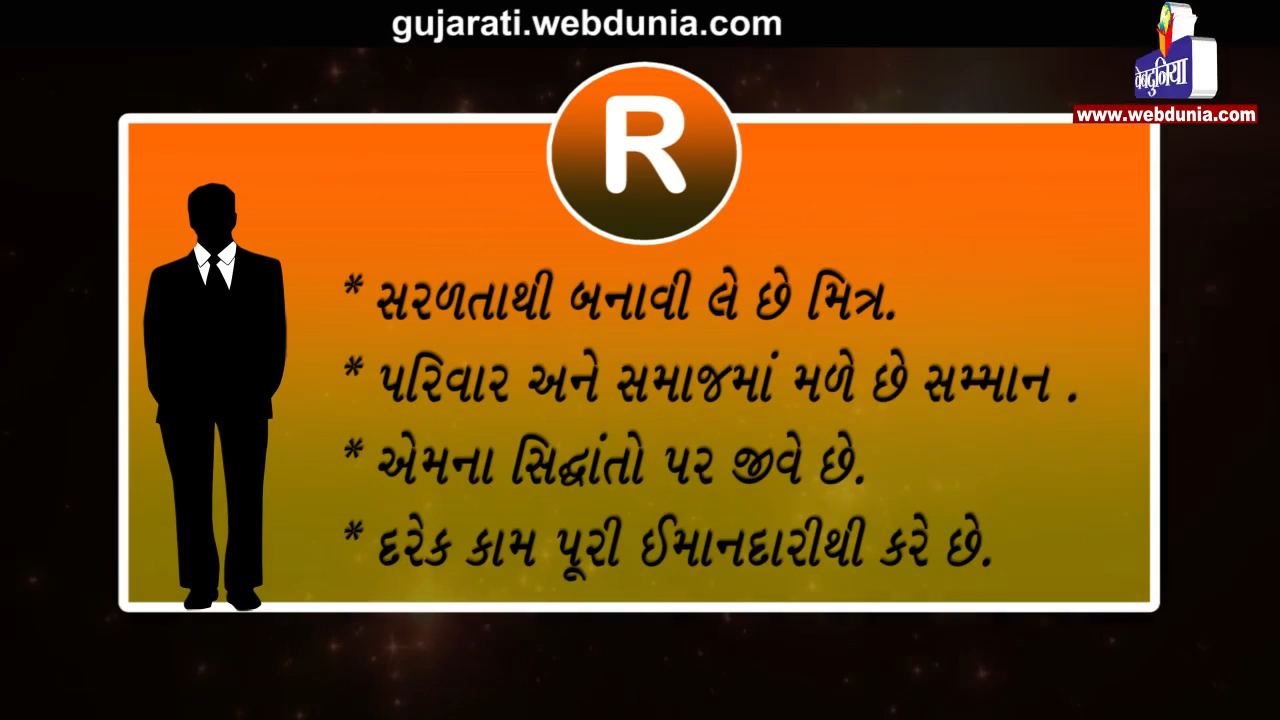 gujarati.webdunia.com
वेबदुनिया
www.webdunia.com
R
* સરળતાથી બનાવી લે છે મિત્ર.
* પરિવાર અને સમાજમાં મળે છે સમ્માન .
* એમના સિદ્ધાંતો પર જીવે છે.
* દરેક કામ પૂરી ઈમાનદારીથી કરે છે.